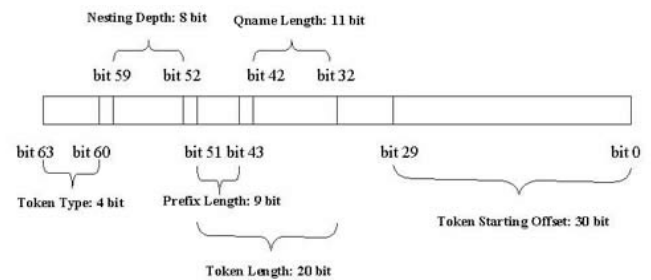 Nesting Depth: 8 bit
Qname Length: 11 bit
bit 59
bit 52
bit 42
bit 32
bit 63
bit 60
bit 51
bit 43
bit 29
bit 0
Token Type: 4 bit
Prefix Length: 9 bit
Token Starting Offset: 30 bit
Token Length: 20 bit